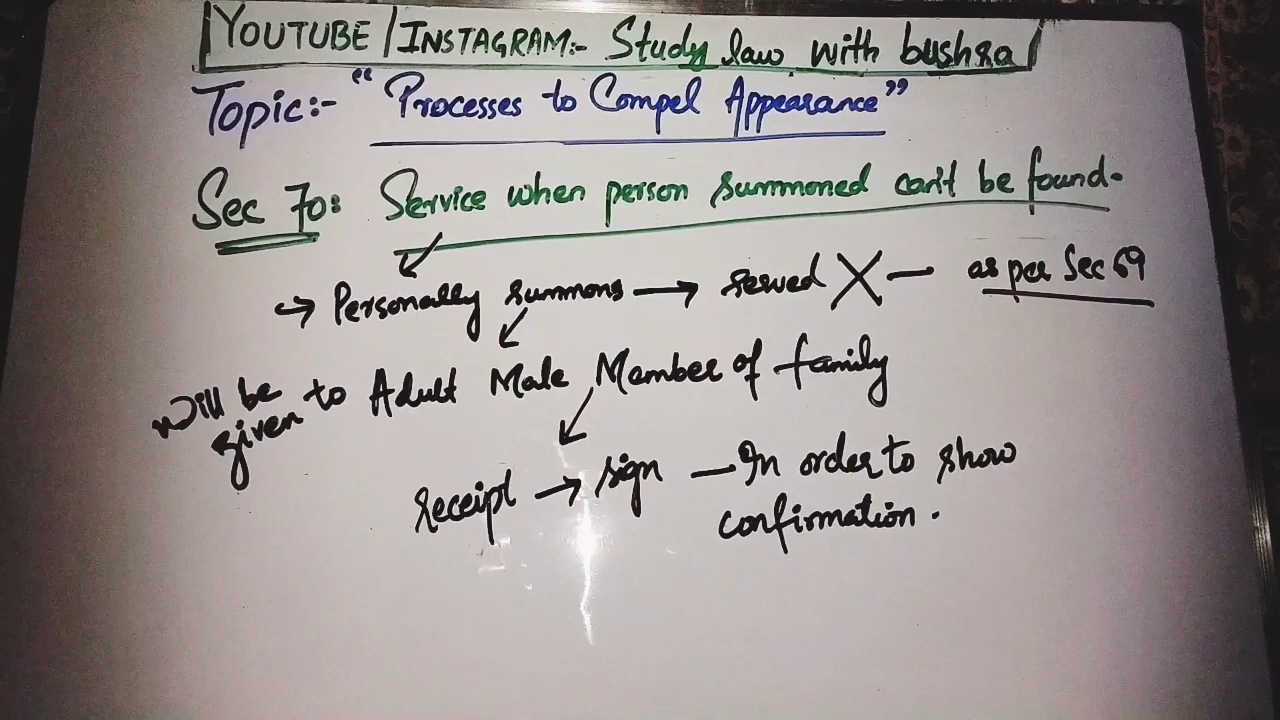 YOUTUBE / INSTAGRAM:- Study law with bushra
Topic:- "Processes to Compel Appearance"
Sec 70: Service when person summoned can't be found.
↪ Personally summons → served X — as per Sec 69
will be given to Adult Male Member of family
receipt → sign — In order to show
confirmation.